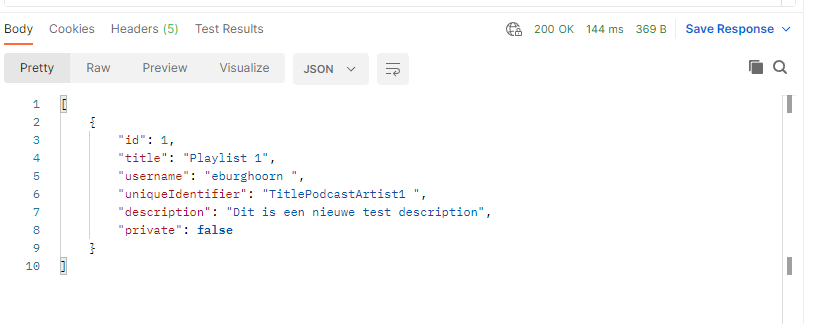 Body Cookies Headers (5) Test Results 200 OK 144 ms 369 B Save Response
Pretty Raw Preview Visualize JSON
1 [
2 {
3 "id": 1,
4 "title": "Playlist 1",
5 "username": "eburghoorn ",
6 "uniqueIdentifier": "TitlePodcastArtist1 ",
7 "description": "Dit is een nieuwe test description",
8 "private": false
9 }
10 ]